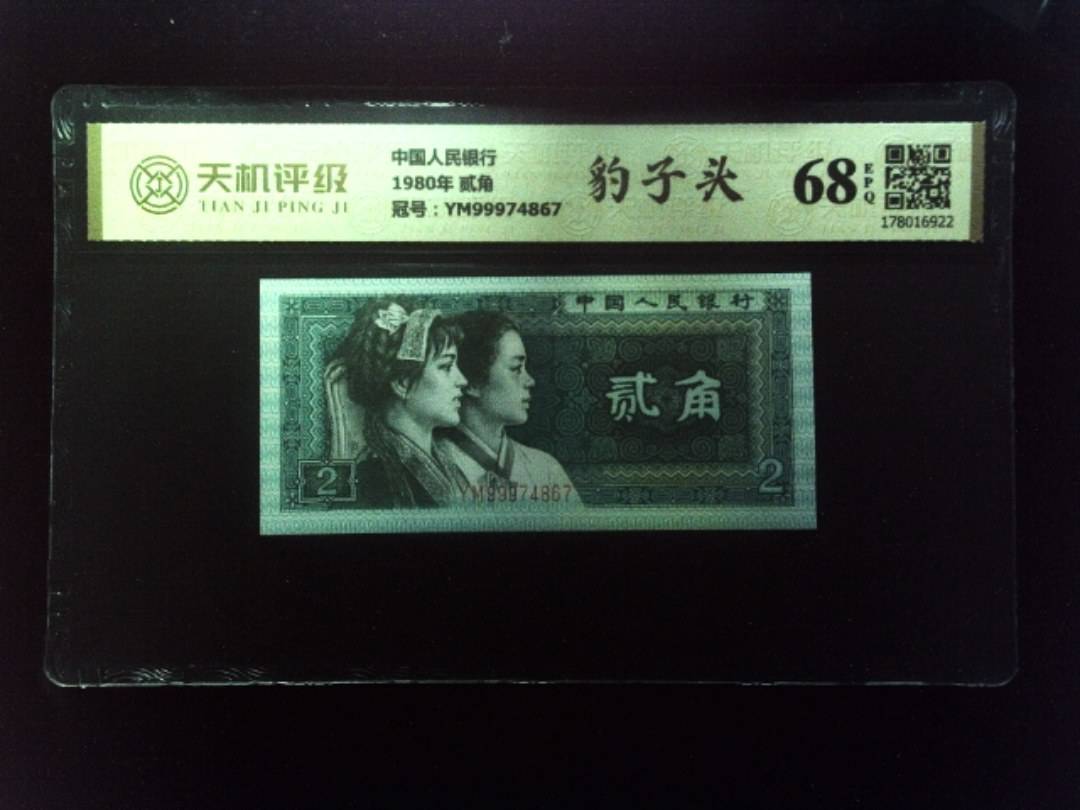 天机评级
TIAN JI PING JI
中国人民银行
1980年 贰角
冠号：YM99974867
豹子头
68
EPQ
178016922
中国人民银行
贰角
2
YM99974867
2